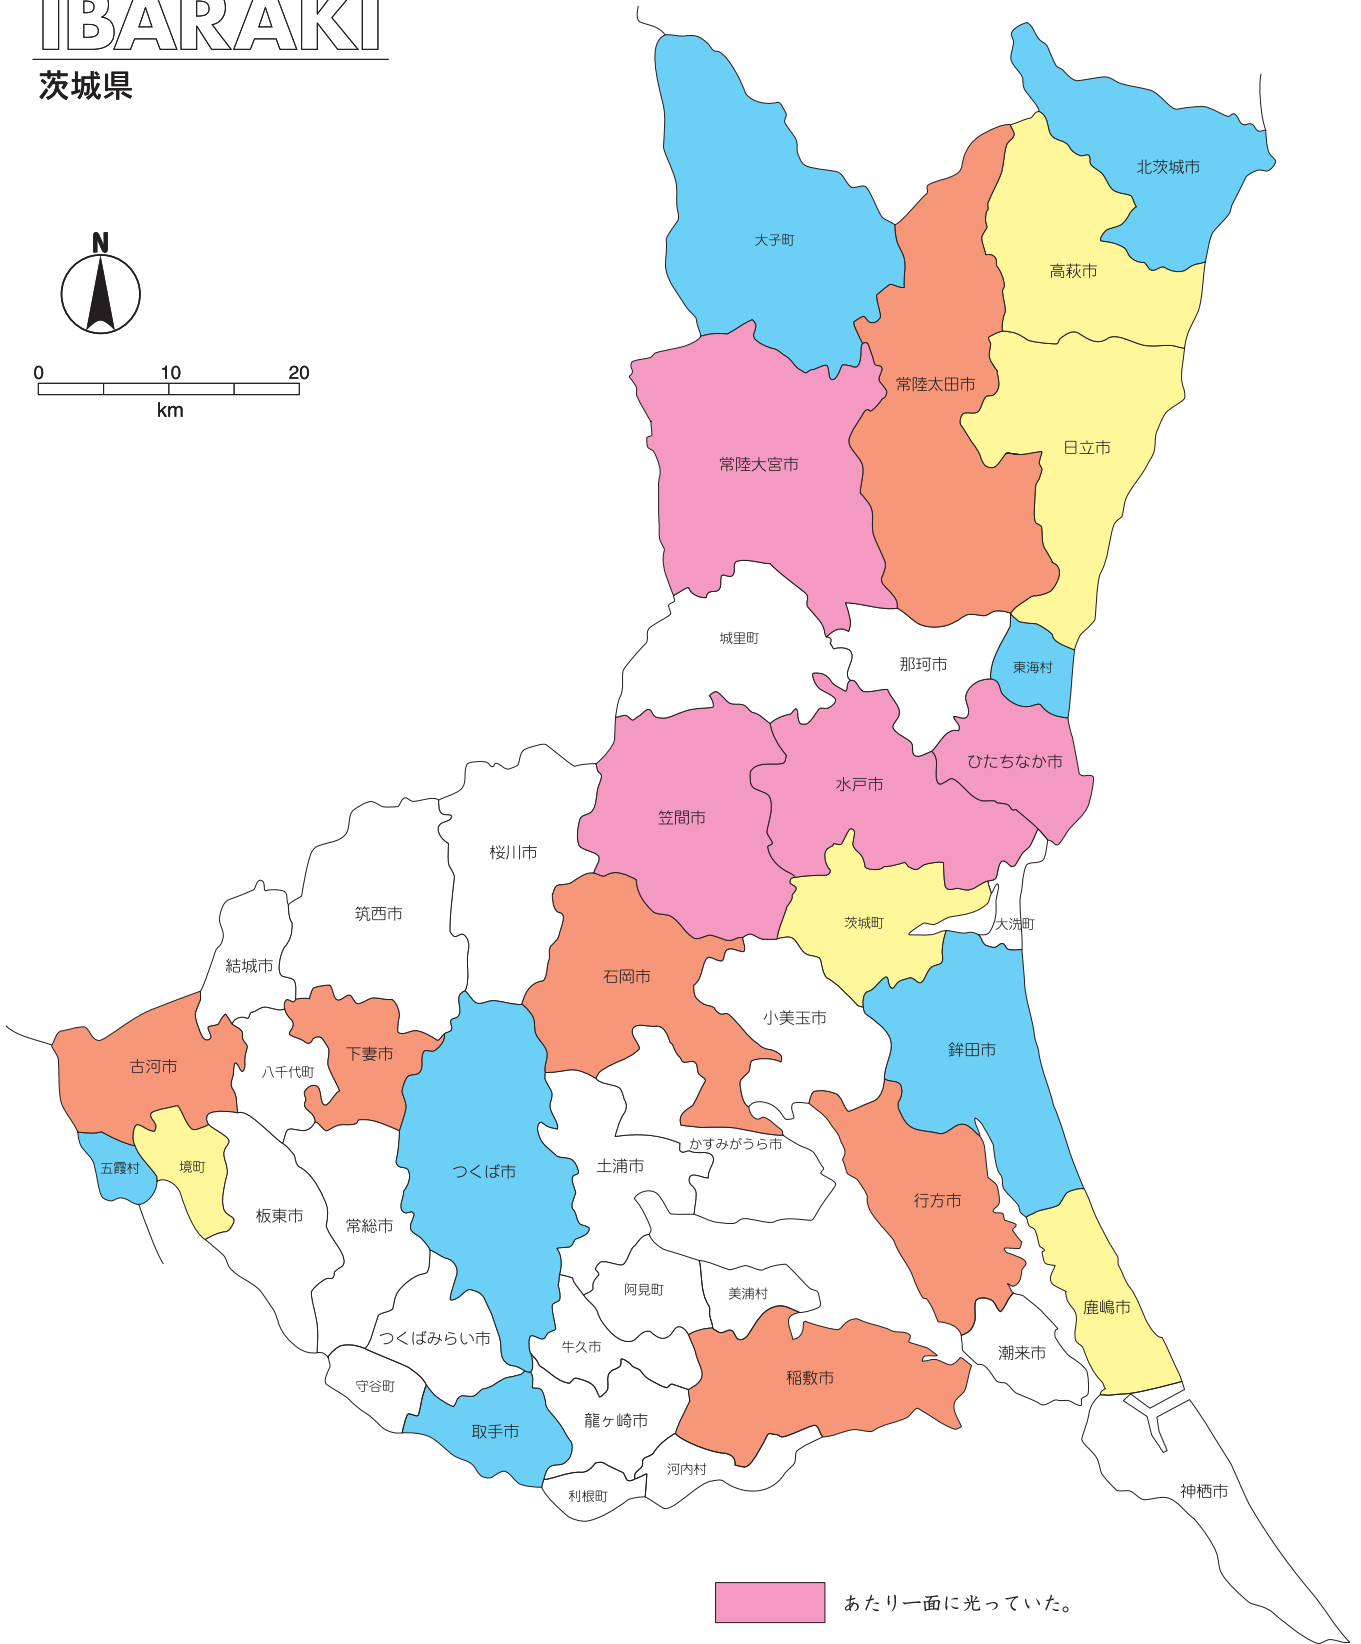 IBARAKI
茨城県
北茨城市
大子町
N
高萩市
0 10 20
km
常陸太田市
日立市
常陸大宮市
城里町
那珂市
東海村
ひたちなか市
水戸市
笠間市
桜川市
筑西市
茨城町
大洗町
結城市
石岡市
小美玉市
鉾田市
下妻市
古河市
八千代町
かすみがうら市
五霞村
境町
つくば市
土浦市
行方市
板東市
常総市
阿見町
美浦村
鹿嶋市
つくばみらい市
牛久市
潮来市
守谷町
稲敷市
龍ヶ崎市
取手市
河内村
利根町
神栖市
あたり一面に光っていた。